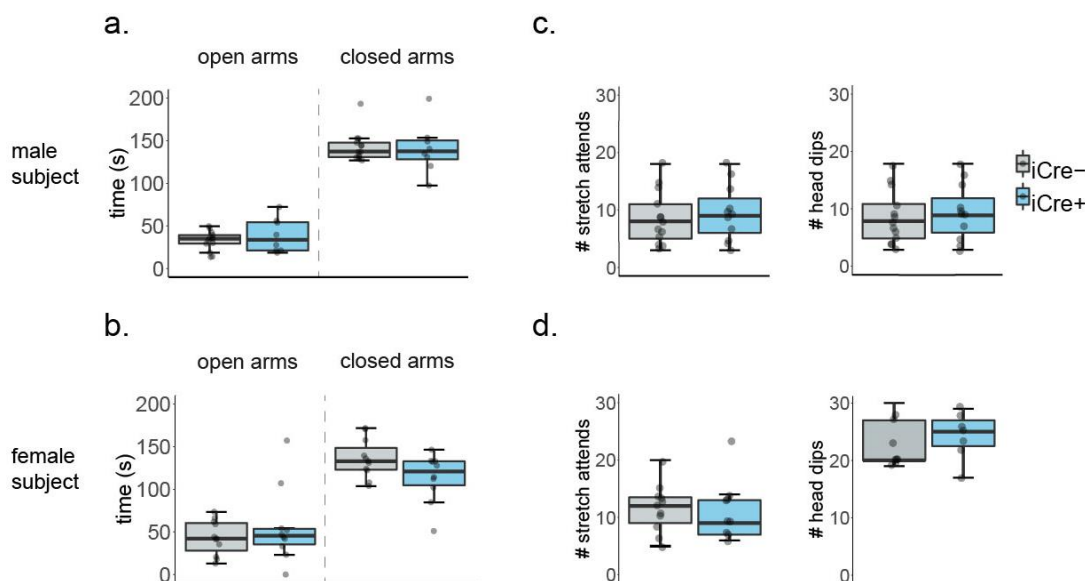 a.
open arms
closed arms
male
subject
time (s)
200
150
100
50
0
c.
# stretch attends
30
20
10
0
# head dips
30
20
10
0
iCre−
iCre+
b.
open arms
closed arms
female
subject
time (s)
200
150
100
50
0
d.
# stretch attends
30
20
10
0
# head dips
30
20
10
0